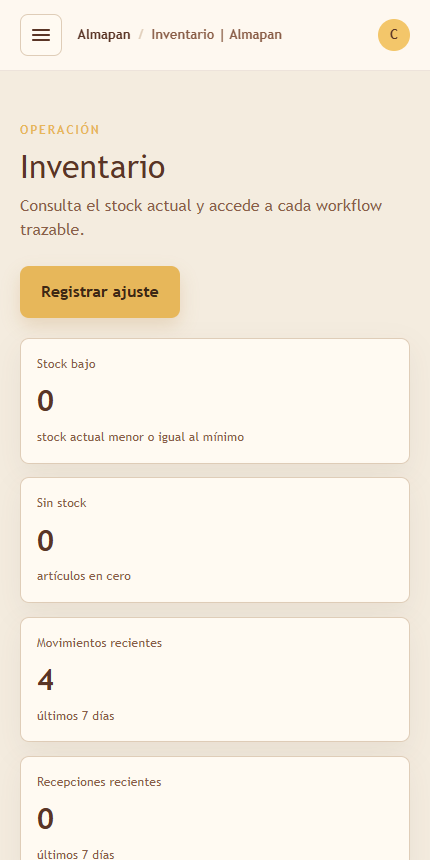 Almapan / Inventario | Almapan
C
OPERACIÓN
Inventario
Consulta el stock actual y accede a cada workflow
trazable.
Registrar ajuste
Stock bajo
0
stock actual menor o igual al mínimo
Sin stock
0
artículos en cero
Movimientos recientes
4
últimos 7 días
Recepciones recientes
0
últimos 7 días